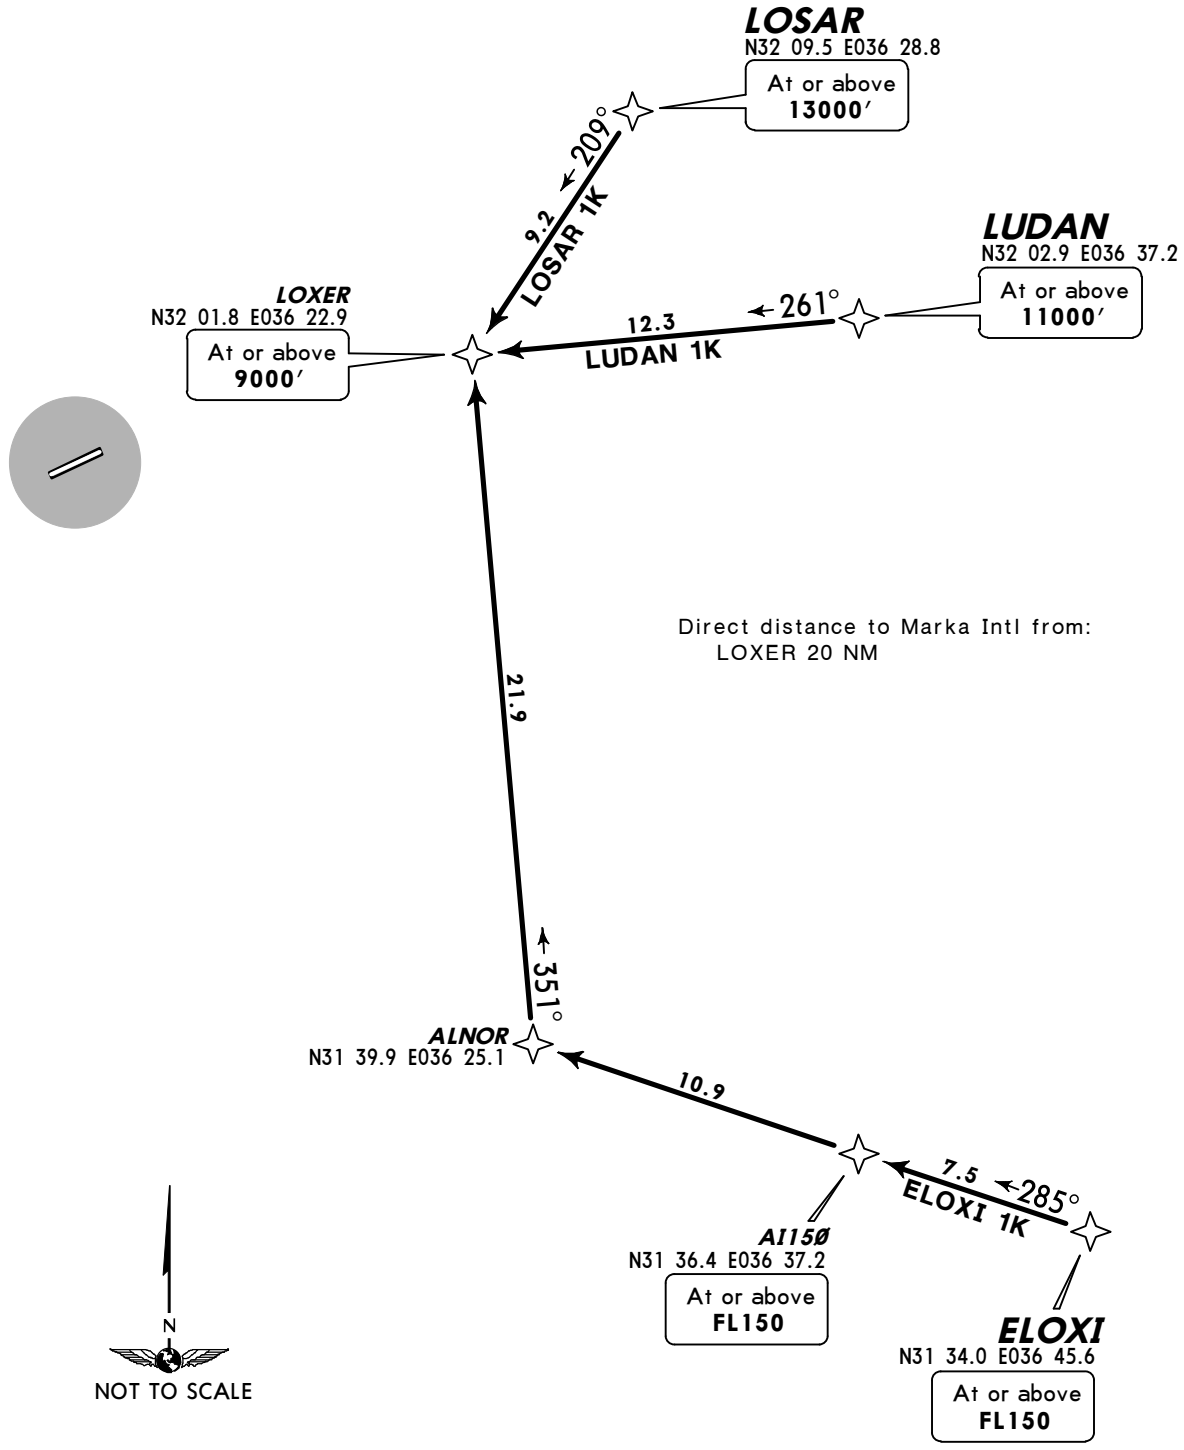 LOSAR
N32 09.5 E036 28.8
At or above
13000′
209°
9.2
LOSAR 1K
LUDAN
N32 02.9 E036 37.2
At or above
11000′
261°
12.3
LUDAN 1K
LOXER
N32 01.8 E036 22.9
At or above
9000′
Direct distance to Marka Intl from:
LOXER 20 NM
21.9
351°
ALNOR
N31 39.9 E036 25.1
10.9
7.5
285°
ELOXI 1K
AI15Ø
N31 36.4 E036 37.2
At or above
FL150
ELOXI
N31 34.0 E036 45.6
At or above
FL150
N
NOT TO SCALE